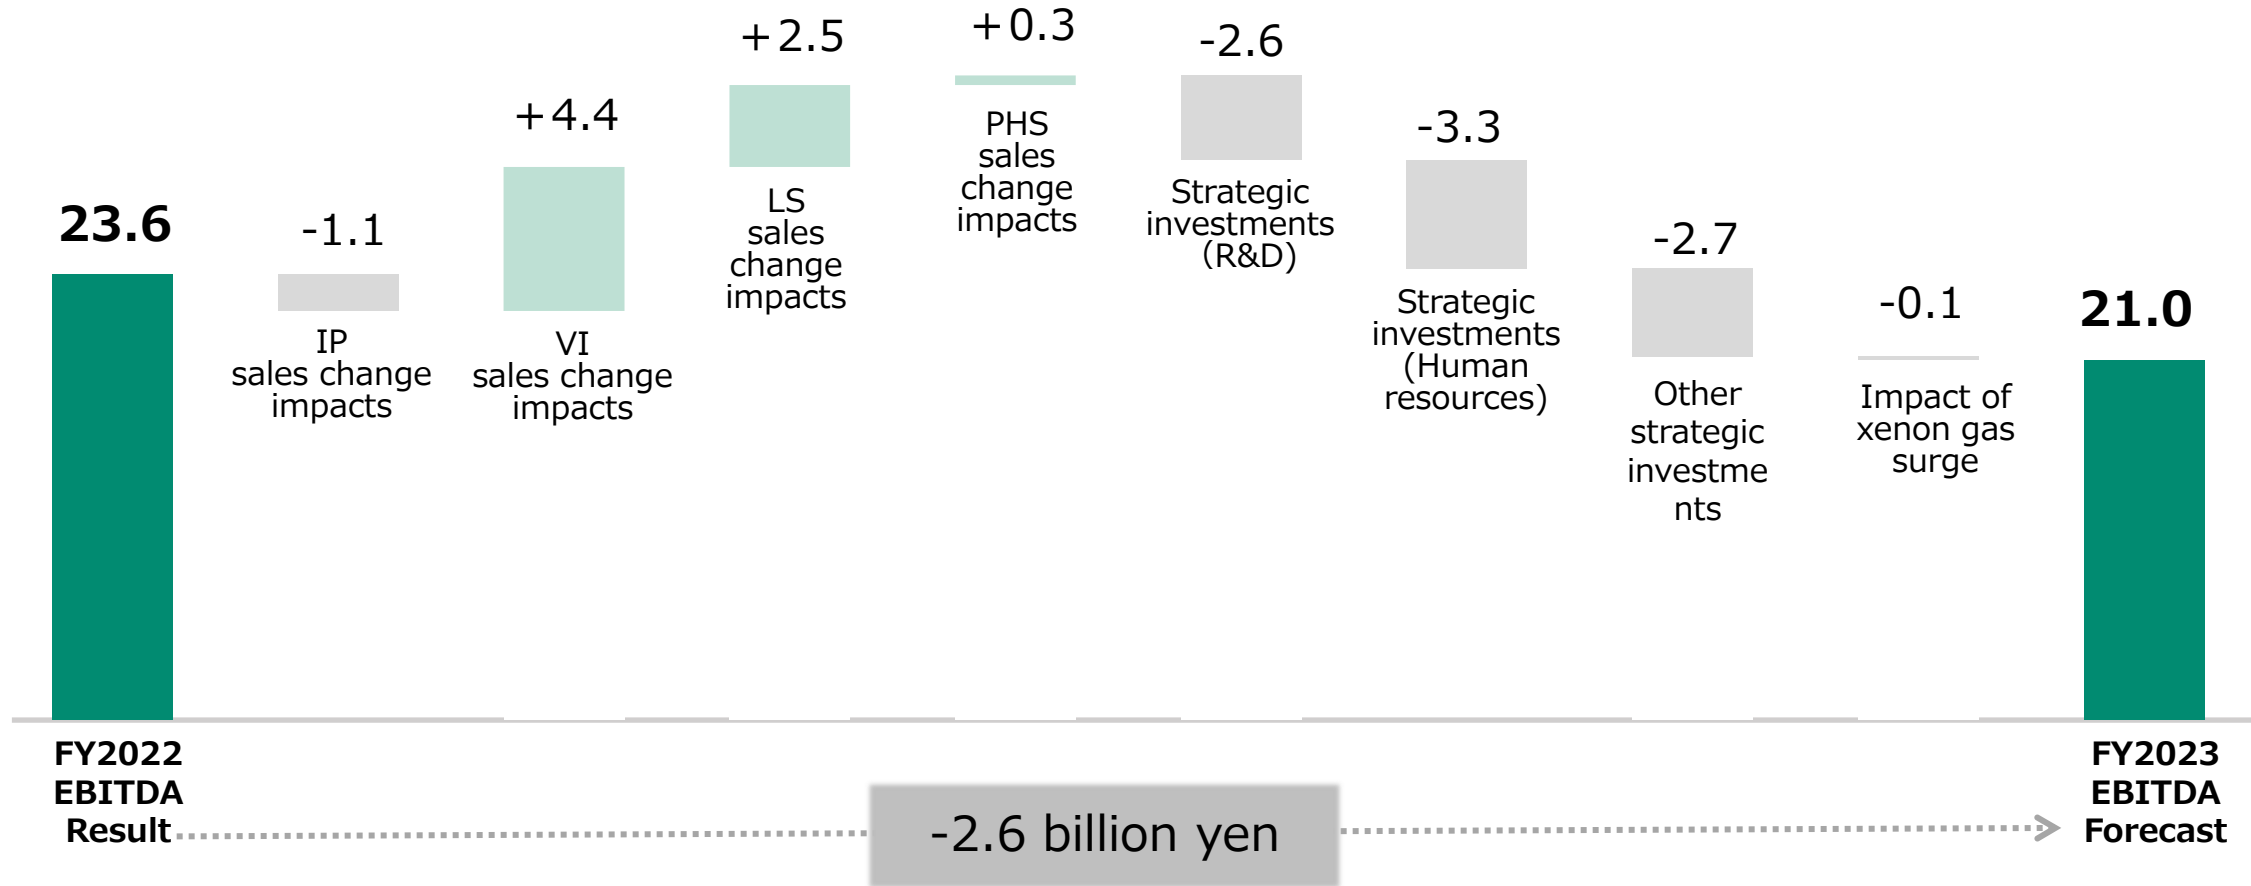 23.6
FY2022
EBITDA
Result
-1.1
IP
sales change
impacts
+4.4
VI
sales change
impacts
+2.5
LS
sales
change
impacts
+0.3
PHS
sales
change
impacts
-2.6
Strategic
investments
(R&D)
-3.3
Strategic
investments
(Human
resources)
-2.7
Other
strategic
investme
nts
-0.1
Impact of
xenon gas
surge
21.0
FY2023
EBITDA
Forecast
-2.6 billion yen